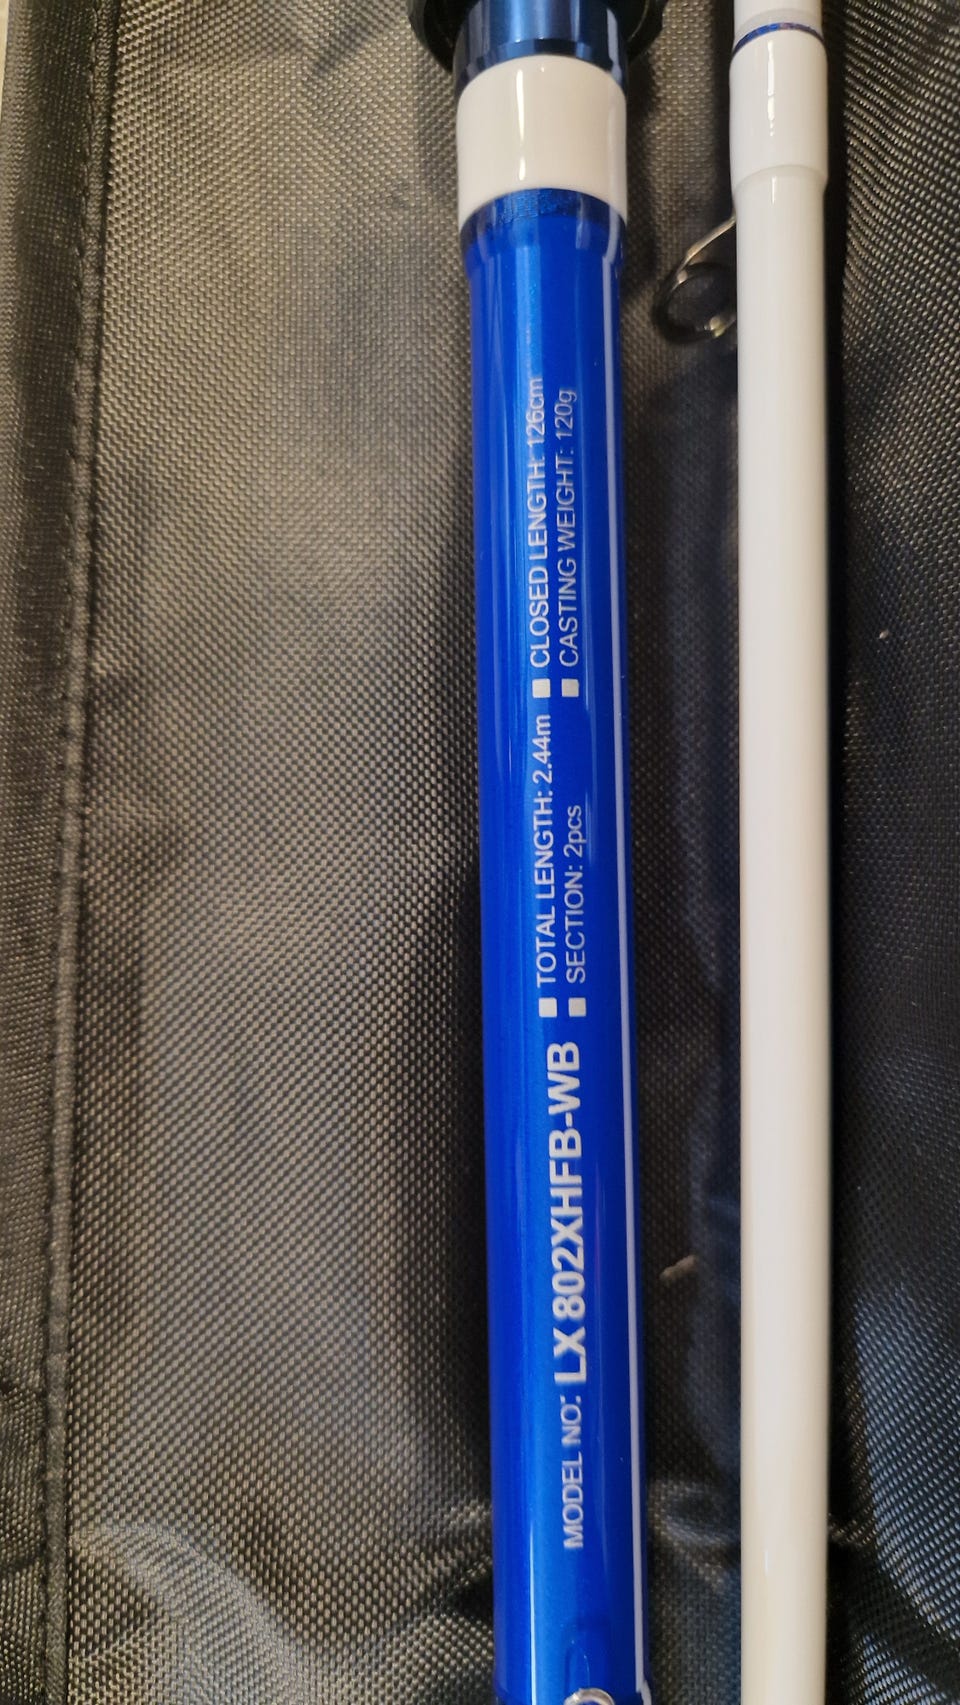 MODEL NO: LX 802XHFB-WB
■ TOTAL LENGTH: 2.44m ■ CLOSED LENGTH: 126cm
■ SECTION: 2pcs ■ CASTING WEIGHT: 120g